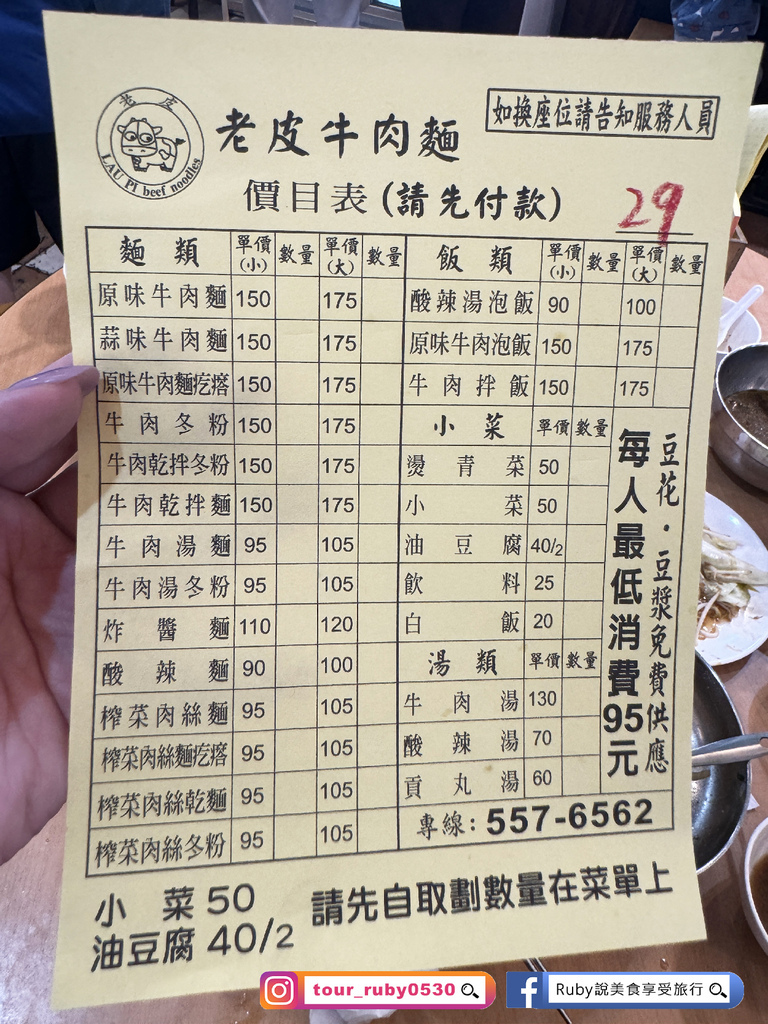 老皮
LAU PI beef noodles
老皮牛肉麵
如換座位請告知服務人員
價目表(請先付款)
29
麵類 單價(小) 數量 單價(大) 數量
原味牛肉麵 150 175
蒜味牛肉麵 150 175
原味牛肉麵疙瘩 150 175
牛肉冬粉 150 175
牛肉乾拌冬粉 150 175
牛肉乾拌麵 150 175
牛肉湯麵 95 105
牛肉湯冬粉 95 105
炸醬麵 110 120
酸辣麵 90 100
榨菜肉絲麵 95 105
榨菜肉絲麵疙瘩 95 105
榨菜肉絲乾麵 95 105
榨菜肉絲冬粉 95 105
飯類 單價(小) 數量 單價(大) 數量
酸辣湯泡飯 90 100
原味牛肉泡飯 150 175
牛肉拌飯 150 175
小菜 單價 數量
燙青菜 50
小菜 50
油豆腐 40/2
飲料 25
白飯 20
湯類 單價 數量
牛肉湯 130
酸辣湯 70
貢丸湯 60
豆花・豆漿免費供應
每人最低消費95元
專線:557-6562
小菜 50
油豆腐 40/2
請先自取劃數量在菜單上
tour_ruby0530
Ruby說美食享受旅行